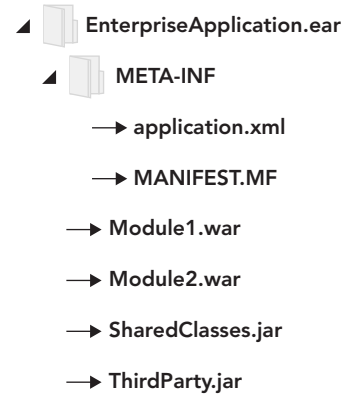 EnterpriseApplication.ear
META-INF
application.xml
MANIFEST.MF
Module1.war
Module2.war
SharedClasses.jar
ThirdParty.jar